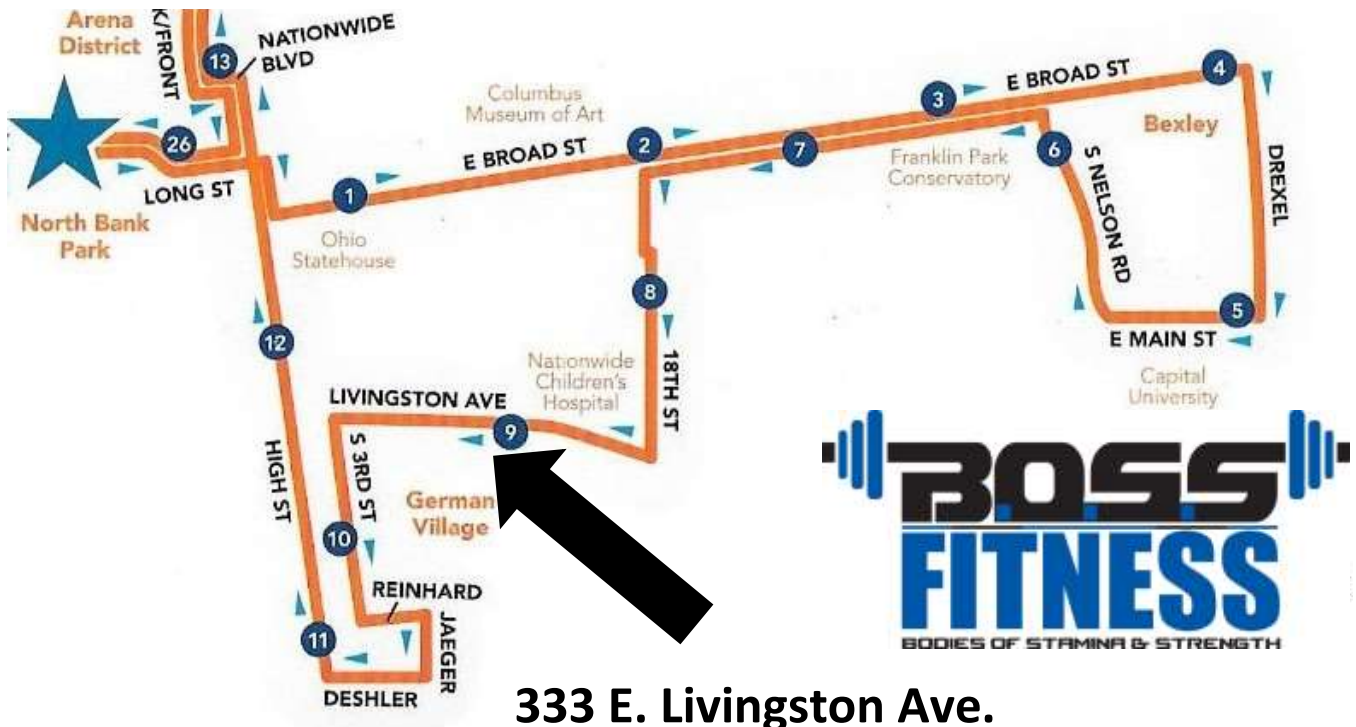 Arena
District
K/FRONT
13
NATIONWIDE
BLVD
26
LONG ST
North Bank
Park
1
Ohio
Statehouse
Columbus
Museum of Art
E BROAD ST
2
7
3
E BROAD ST
4
Bexley
Franklin Park
Conservatory
6
S NELSON RD
DREXEL
5
E MAIN ST
Capital
University
8
18TH ST
Nationwide
Children's
Hospital
LIVINGSTON AVE
9
12
HIGH ST
S 3RD ST
German
Village
10
REINHARD
JAEGER
11
DESHLER
B.O.S.S
FITNESS
BODIES OF STAMINA & STRENGTH
333 E. Livingston Ave.